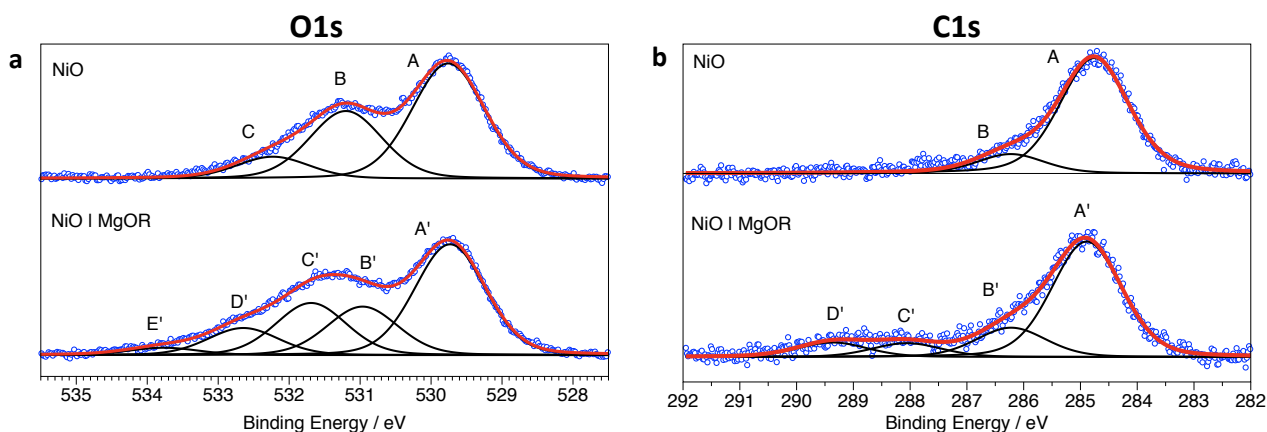 O1s
a
NiO
A
B
C
NiO | MgOR
A'
B'
C'
D'
E'
535 534 533 532 531 530 529 528
Binding Energy / eV
C1s
b
NiO
A
B
NiO | MgOR
A'
B'
C'
D'
292 291 290 289 288 287 286 285 284 283 282
Binding Energy / eV